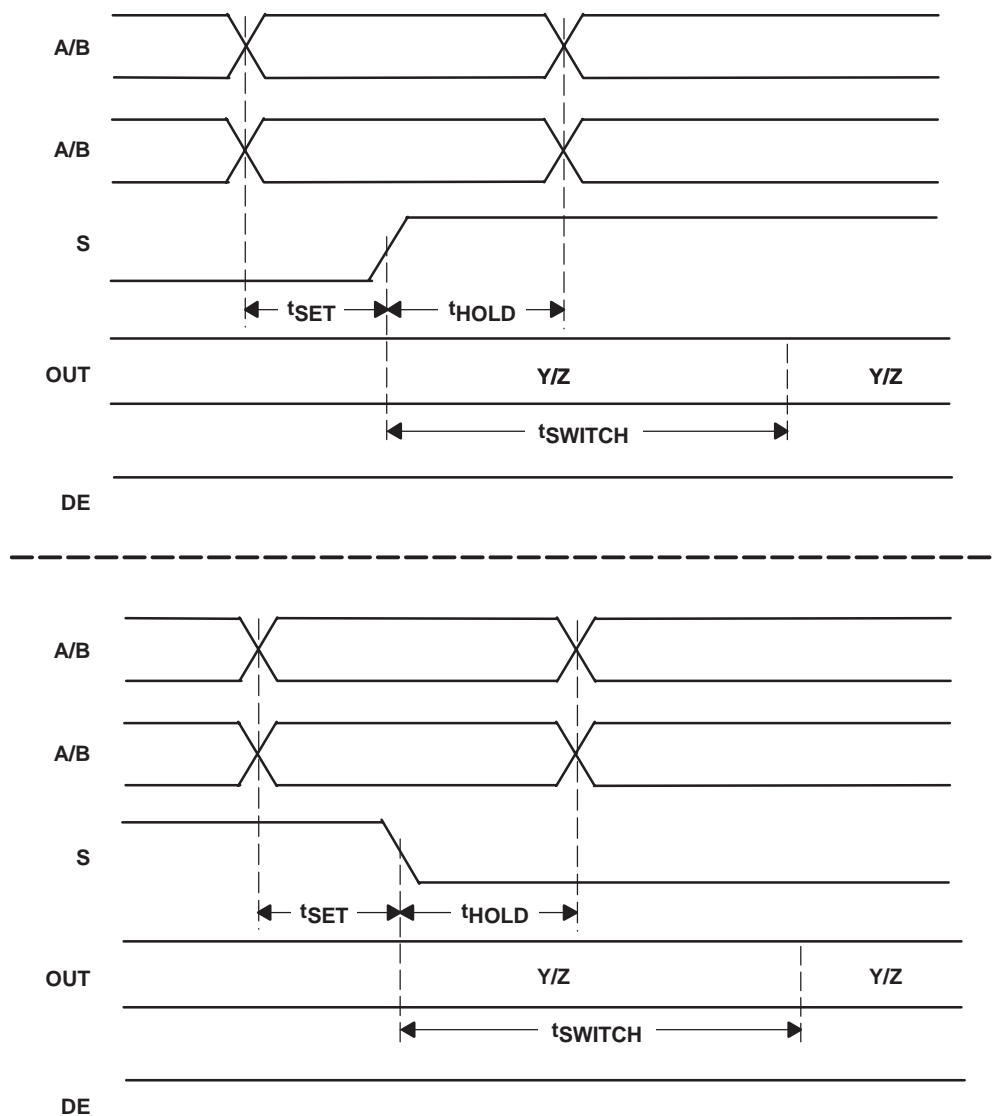 A/B
A/B
S
tSET tHOLD
OUT Y/Z Y/Z
tSWITCH
DE
A/B
A/B
S
tSET tHOLD
OUT Y/Z Y/Z
tSWITCH
DE